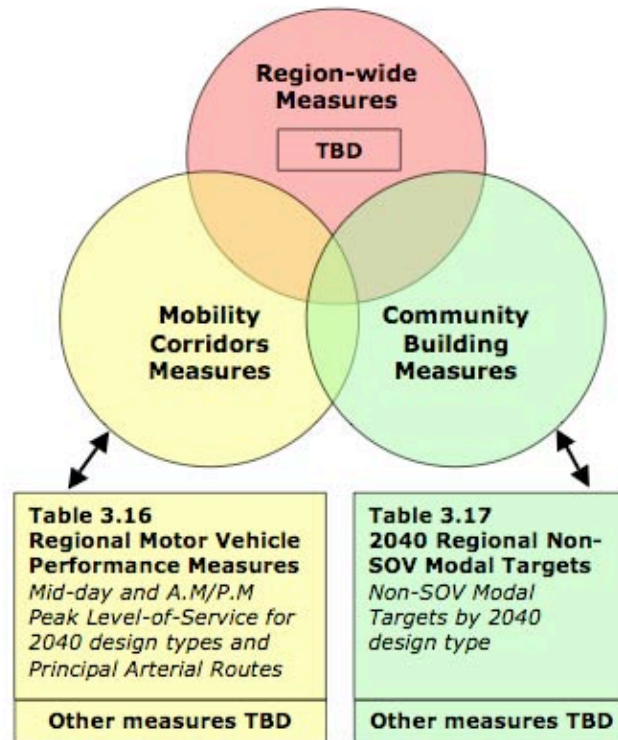 Region-wide
Measures
TBD
Mobility
Corridors
Measures
Community
Building
Measures
Table 3.16
Regional Motor Vehicle
Performance Measures
Mid-day and A.M/P.M
Peak Level-of-Service for
2040 design types and
Principal Arterial Routes
Other measures TBD
Table 3.17
2040 Regional Non-
SOV Modal Targets
Non-SOV Modal
Targets by 2040
design type
Other measures TBD